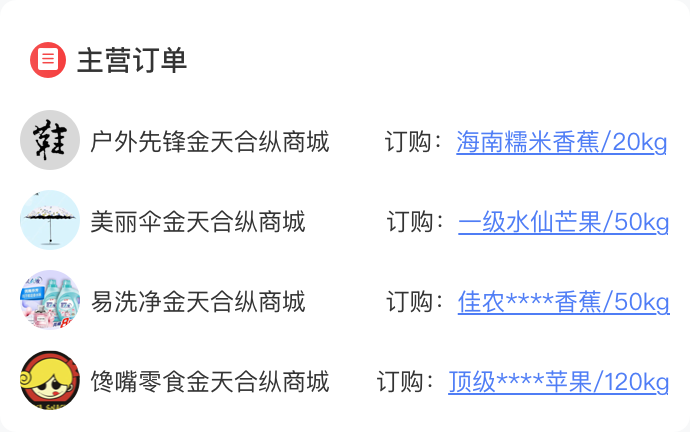 主营订单
鞋
户外先锋金天合纵商城 订购：海南糯米香蕉/20kg
美丽伞金天合纵商城 订购：一级水仙芒果/50kg
易洗净金天合纵商城 订购：佳农****香蕉/50kg
馋嘴零食金天合纵商城 订购：顶级****苹果/120kg